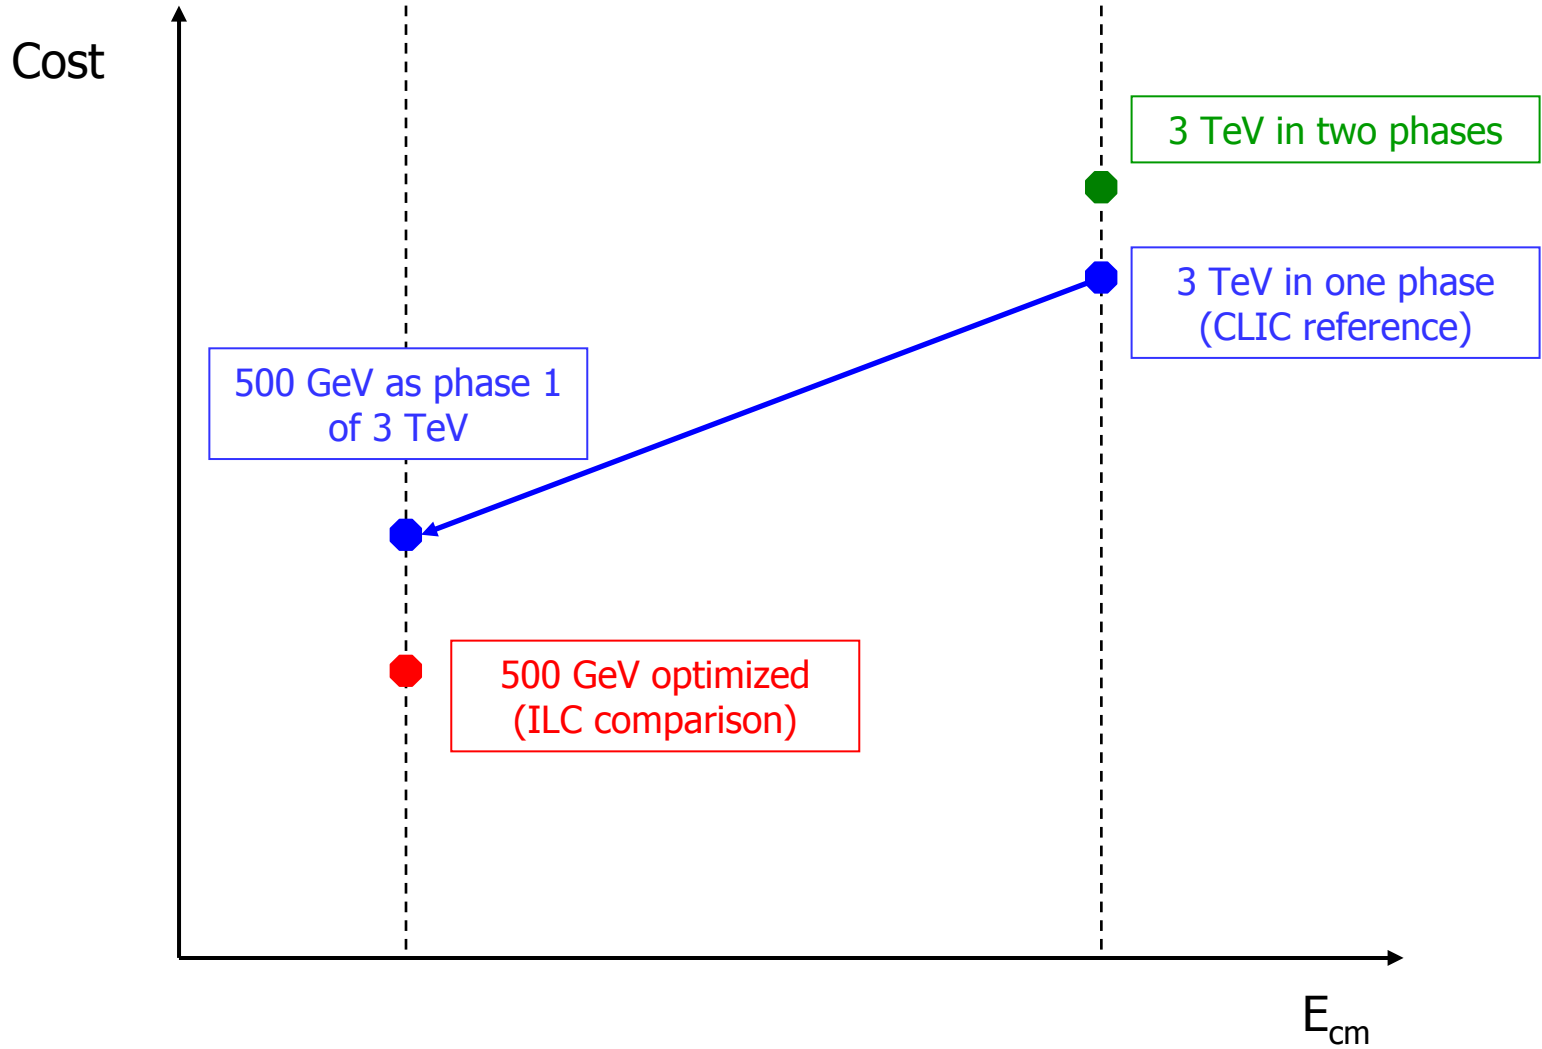 Cost
3 TeV in two phases
3 TeV in one phase
(CLIC reference)
500 GeV as phase 1
of 3 TeV
500 GeV optimized
(ILC comparison)
E_cm